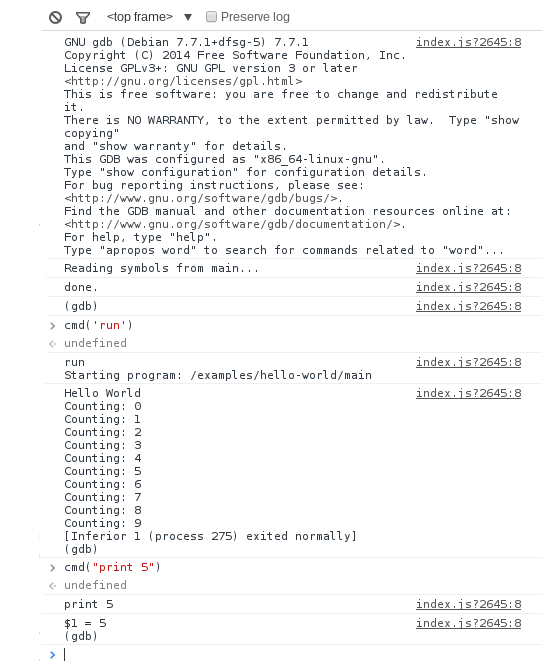 <top frame> ▼ Preserve log
GNU gdb (Debian 7.7.1+dfsg-5) 7.7.1 index.js?2645:8
Copyright (C) 2014 Free Software Foundation, Inc.
License GPLv3+: GNU GPL version 3 or later
<http://gnu.org/licenses/gpl.html>
This is free software: you are free to change and redistribute
it.
There is NO WARRANTY, to the extent permitted by law.  Type "show
copying"
and "show warranty" for details.
This GDB was configured as "x86_64-linux-gnu".
Type "show configuration" for configuration details.
For bug reporting instructions, please see:
<http://www.gnu.org/software/gdb/bugs/>.
Find the GDB manual and other documentation resources online at:
<http://www.gnu.org/software/gdb/documentation/>.
For help, type "help".
Type "apropos word" to search for commands related to "word"...
Reading symbols from main... index.js?2645:8
done. index.js?2645:8
(gdb) index.js?2645:8
> cmd('run')
undefined
run index.js?2645:8
Starting program: /examples/hello-world/main
Hello World index.js?2645:8
Counting: 0
Counting: 1
Counting: 2
Counting: 3
Counting: 4
Counting: 5
Counting: 6
Counting: 7
Counting: 8
Counting: 9
[Inferior 1 (process 275) exited normally]
(gdb)
> cmd("print 5")
undefined
print 5 index.js?2645:8
$1 = 5 index.js?2645:8
(gdb)
>